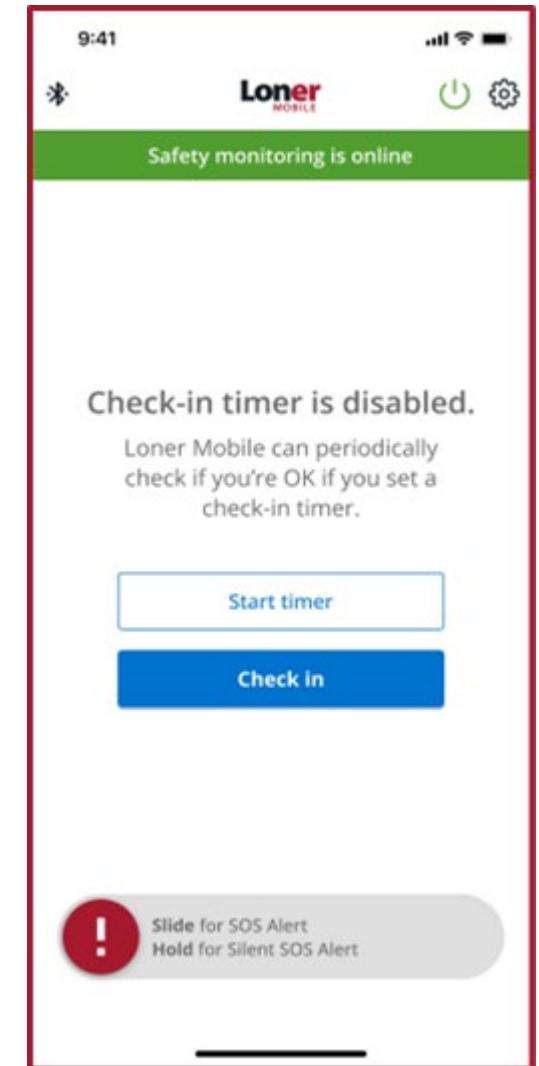 9:41
Loner
MOBILE
Safety monitoring is online
Check-in timer is disabled.
Loner Mobile can periodically
check if you’re OK if you set a
check-in timer.
Start timer
Check in
! Slide for SOS Alert
Hold for Silent SOS Alert